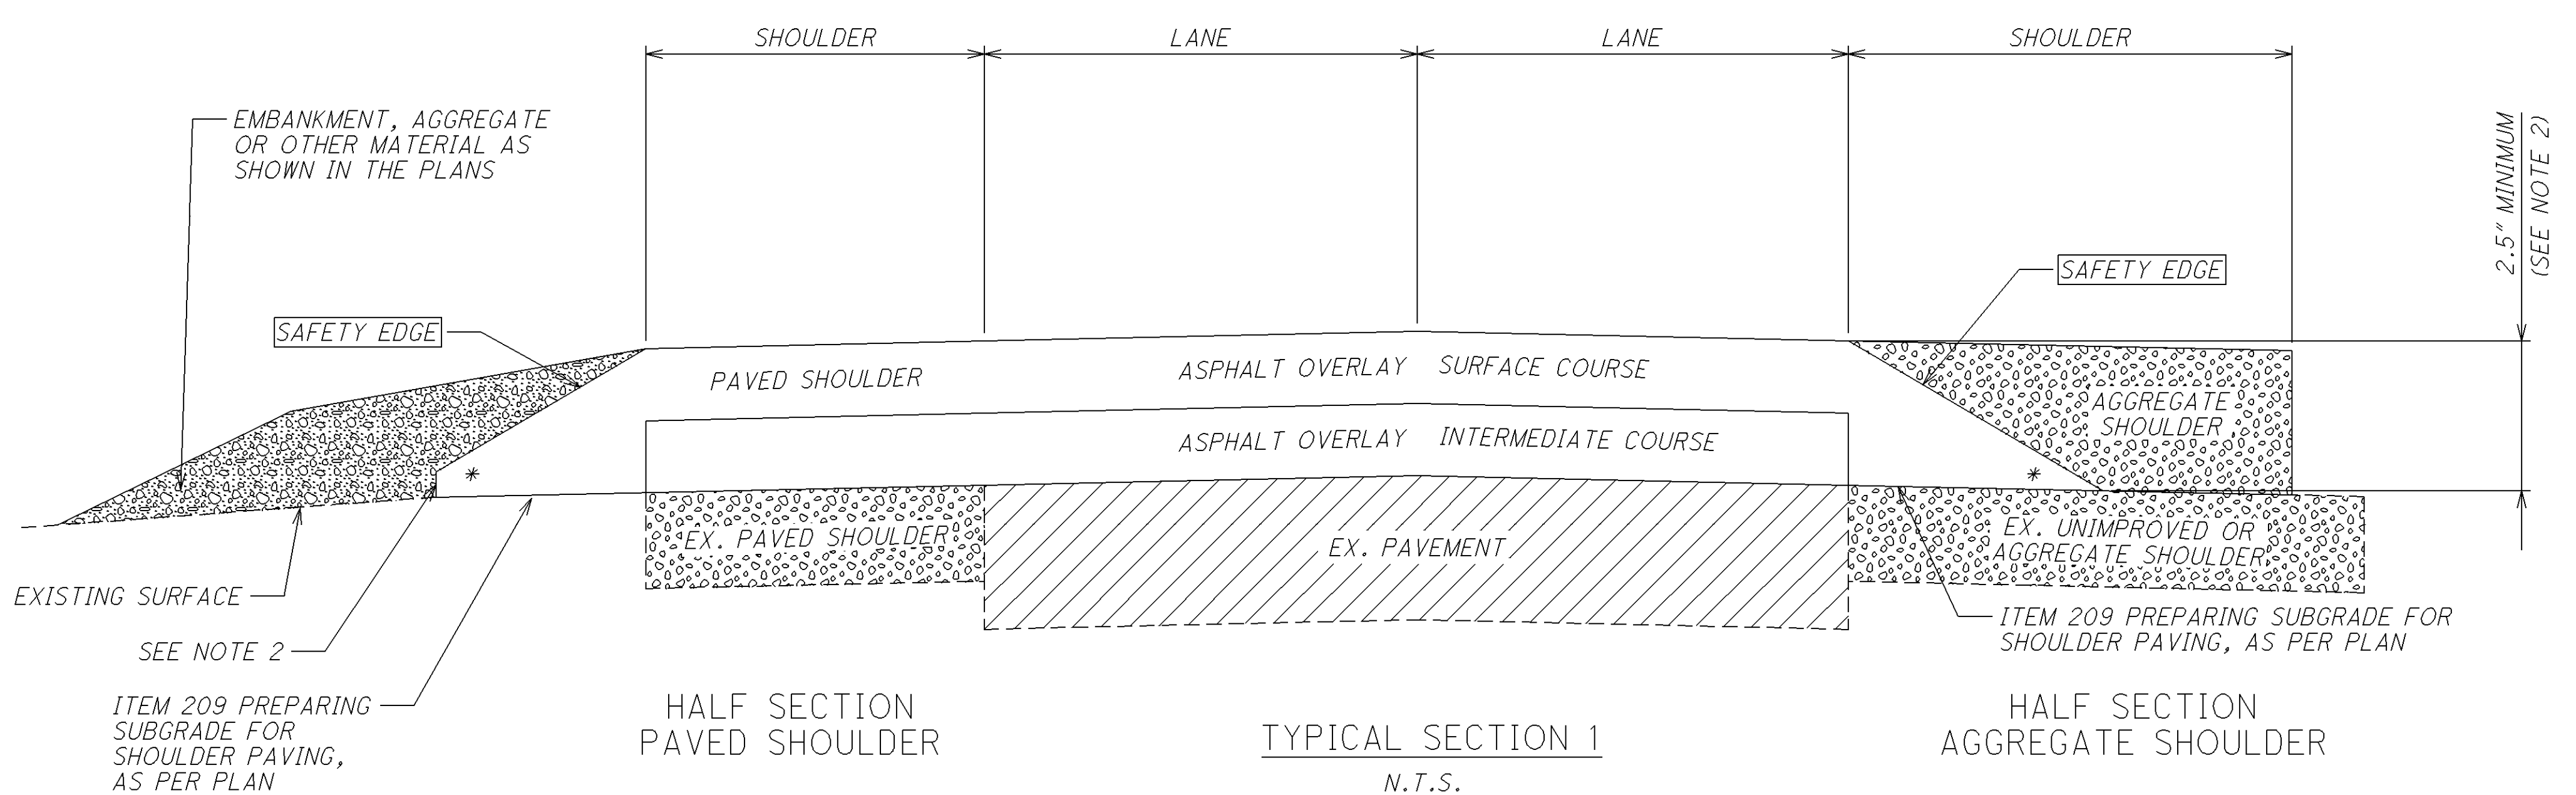 SHOULDER
LANE
LANE
SHOULDER
EMBANKMENT, AGGREGATE
OR OTHER MATERIAL AS
SHOWN IN THE PLANS
2.5" MINIMUM
(SEE NOTE 2)
SAFETY EDGE
SAFETY EDGE
PAVED SHOULDER
ASPHALT OVERLAY SURFACE COURSE
AGGREGATE
SHOULDER
ASPHALT OVERLAY INTERMEDIATE COURSE
*
*
EX. PAVED SHOULDER
EX. PAVEMENT
EX. UNIMPROVED OR
AGGREGATE SHOULDER
EXISTING SURFACE
SEE NOTE 2
ITEM 209 PREPARING
SUBGRADE FOR
SHOULDER PAVING,
AS PER PLAN
ITEM 209 PREPARING SUBGRADE FOR
SHOULDER PAVING, AS PER PLAN
HALF SECTION
PAVED SHOULDER
TYPICAL SECTION 1
N.T.S.
HALF SECTION
AGGREGATE SHOULDER